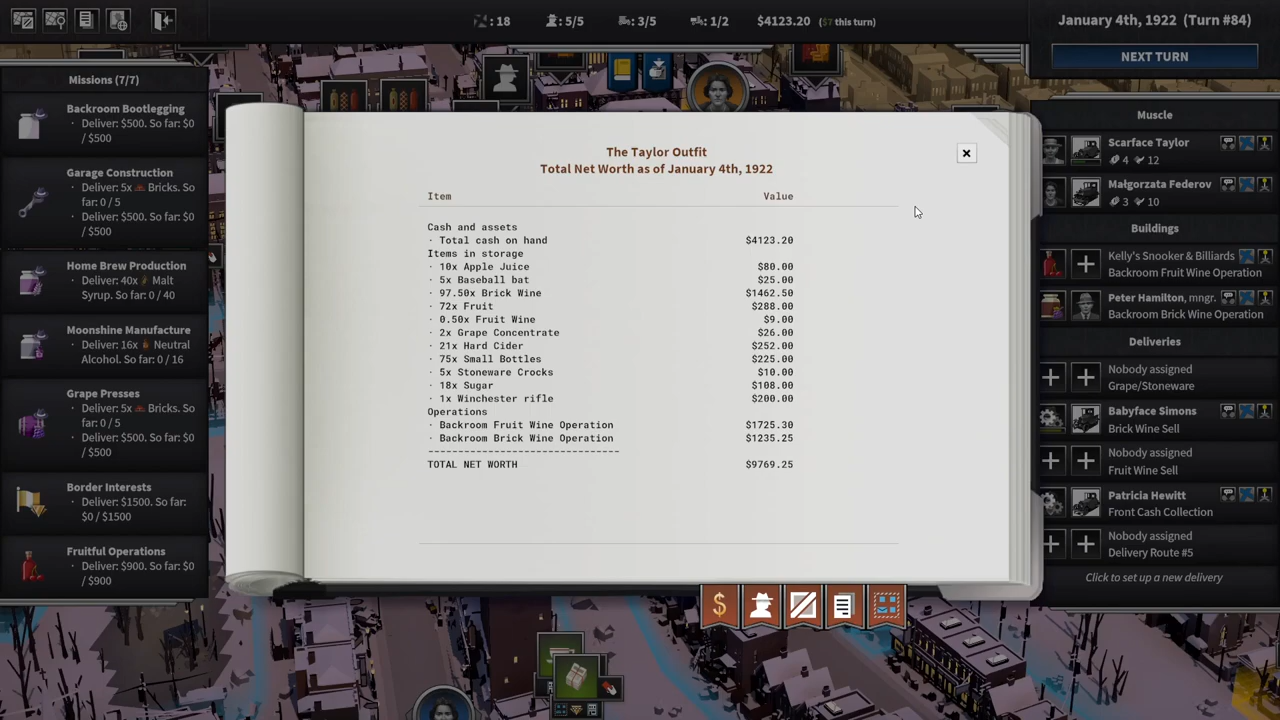 : 18
: 5/5
: 3/5
: 1/2
$4123.20 ($7 this turn)
January 4th, 1922 (Turn #84)
NEXT TURN
Missions (7/7)
Backroom Bootlegging
· Deliver: $500. So far: $0
/ $500
Garage Construction
· Deliver: 5x Bricks. So
far: 0 / 5
· Deliver: $500. So far: $0
/ $500
Home Brew Production
· Deliver: 40x Malt
Syrup. So far: 0 / 40
Moonshine Manufacture
· Deliver: 16x Neutral
Alcohol. So far: 0 / 16
Grape Presses
· Deliver: 5x Bricks. So
far: 0 / 5
· Deliver: $500. So far: $0
/ $500
Border Interests
· Deliver: $1500. So far:
$0 / $1500
Fruitful Operations
· Deliver: $900. So far: $0
/ $900
The Taylor Outfit
Total Net Worth as of January 4th, 1922
Item Value
Cash and assets
· Total cash on hand $4123.20
Items in storage
· 10x Apple Juice $80.00
· 5x Baseball bat $25.00
· 97.50x Brick Wine $1462.50
· 72x Fruit $288.00
· 0.50x Fruit Wine $9.00
· 2x Grape Concentrate $26.00
· 21x Hard Cider $252.00
· 75x Small Bottles $225.00
· 5x Stoneware Crocks $10.00
· 18x Sugar $108.00
· 1x Winchester rifle $200.00
Operations
· Backroom Fruit Wine Operation $1725.30
· Backroom Brick Wine Operation $1235.25
-------------------------------
TOTAL NET WORTH $9769.25
Muscle
Scarface Taylor
4 12
Małgorzata Federov
3 10
Buildings
Kelly's Snooker & Billiards
Backroom Fruit Wine Operation
Peter Hamilton, mngr.
Backroom Brick Wine Operation
Deliveries
Nobody assigned
Grape/Stoneware
Babyface Simons
Brick Wine Sell
Nobody assigned
Fruit Wine Sell
Patricia Hewitt
Front Cash Collection
Nobody assigned
Delivery Route #5
Click to set up a new delivery